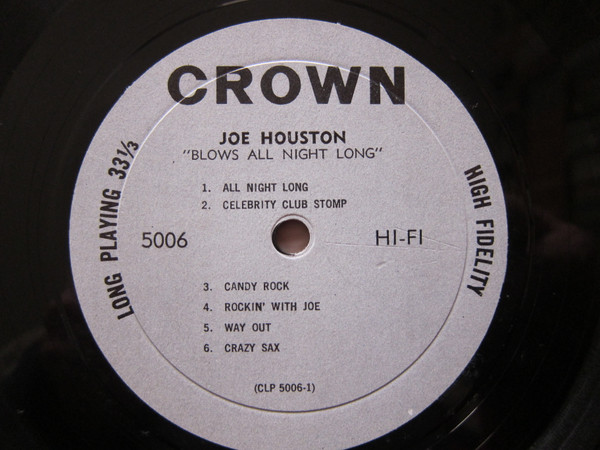 CROWN
JOE HOUSTON
"BLOWS ALL NIGHT LONG"
1. ALL NIGHT LONG
2. CELEBRITY CLUB STOMP
LONG PLAYING 33⅓
5006
HI-FI
HIGH FIDELITY
3. CANDY ROCK
4. ROCKIN' WITH JOE
5. WAY OUT
6. CRAZY SAX
(CLP 5006-1)